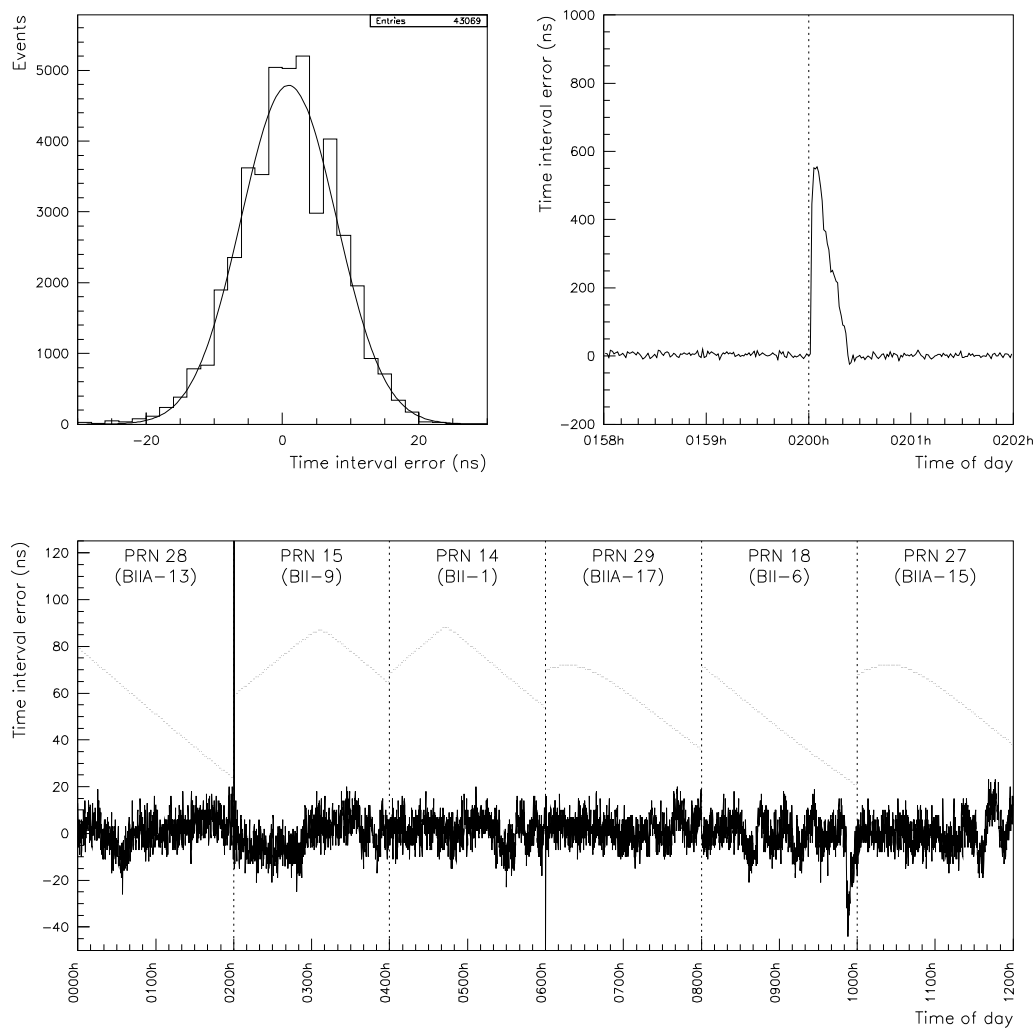 Entries 43069
Events
5000
4000
3000
2000
1000
0
−20 0 20
Time interval error (ns)
Time interval error (ns)
1000
800
600
400
200
0
−200
0158h 0159h 0200h 0201h 0202h
Time of day
Time interval error (ns)
120
100
80
60
40
20
0
−20
−40
PRN 28
(BIIA−13)
PRN 15
(BII−9)
PRN 14
(BII−1)
PRN 29
(BIIA−17)
PRN 18
(BII−6)
PRN 27
(BIIA−15)
0000h 0100h 0200h 0300h 0400h 0500h 0600h 0700h 0800h 0900h 1000h 1100h 1200h
Time of day